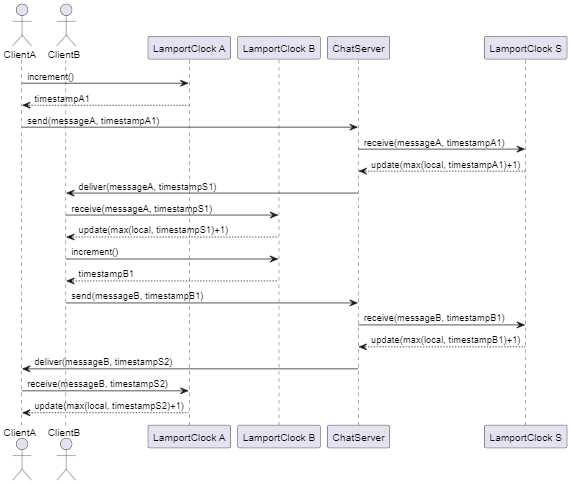 ClientA ClientB LamportClock A LamportClock B ChatServer LamportClock S
increment()
timestampA1
send(messageA, timestampA1)
receive(messageA, timestampA1)
update(max(local, timestampA1)+1)
deliver(messageA, timestampS1)
receive(messageA, timestampS1)
update(max(local, timestampS1)+1)
increment()
timestampB1
send(messageB, timestampB1)
receive(messageB, timestampB1)
update(max(local, timestampB1)+1)
deliver(messageB, timestampS2)
receive(messageB, timestampS2)
update(max(local, timestampS2)+1)
ClientA ClientB LamportClock A LamportClock B ChatServer LamportClock S